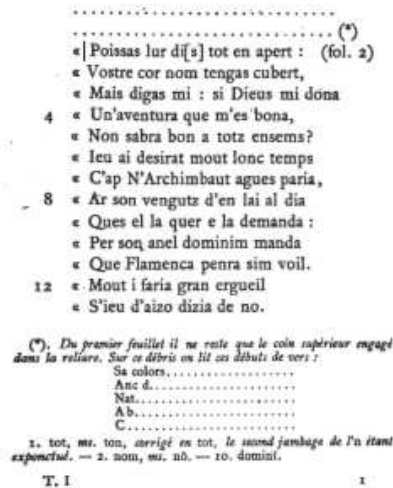 ..................................
..................................(*)
« | Poissas lur di[s] tot en apert : (fol. 2)
« Vostre cor nom tengas cubert,
« Mais digas mi : si Dieus mi dona
4 « Un'aventura que m'es bona,
« Non sabra bon a totz ensems?
« Ieu ai desirat mout lonc temps
« C'ap N'Archimbaut agues paria,
8 « Ar son vengutz d'en lai al dia
« Ques el la quer e la demanda :
« Per son anel dominim manda
« Que Flamenca penra sim voil.
12 « Mout i faria gran ergueil
« S'ieu d'aizo dizia de no.
(*). Du premier feuillet il ne reste que le coin supérieur engagé
dans la reliure. Sur ce débris on lit ces débuts de vers :
Sa colors..................
Anc d......................
Nat........................
Ab.........................
C..........................
1. tot, ms. ton, corrigé en tot, le second jambage de l'n étant
exponctué. — 2. nom, ms. nō. — 10. domini.
T. I 1